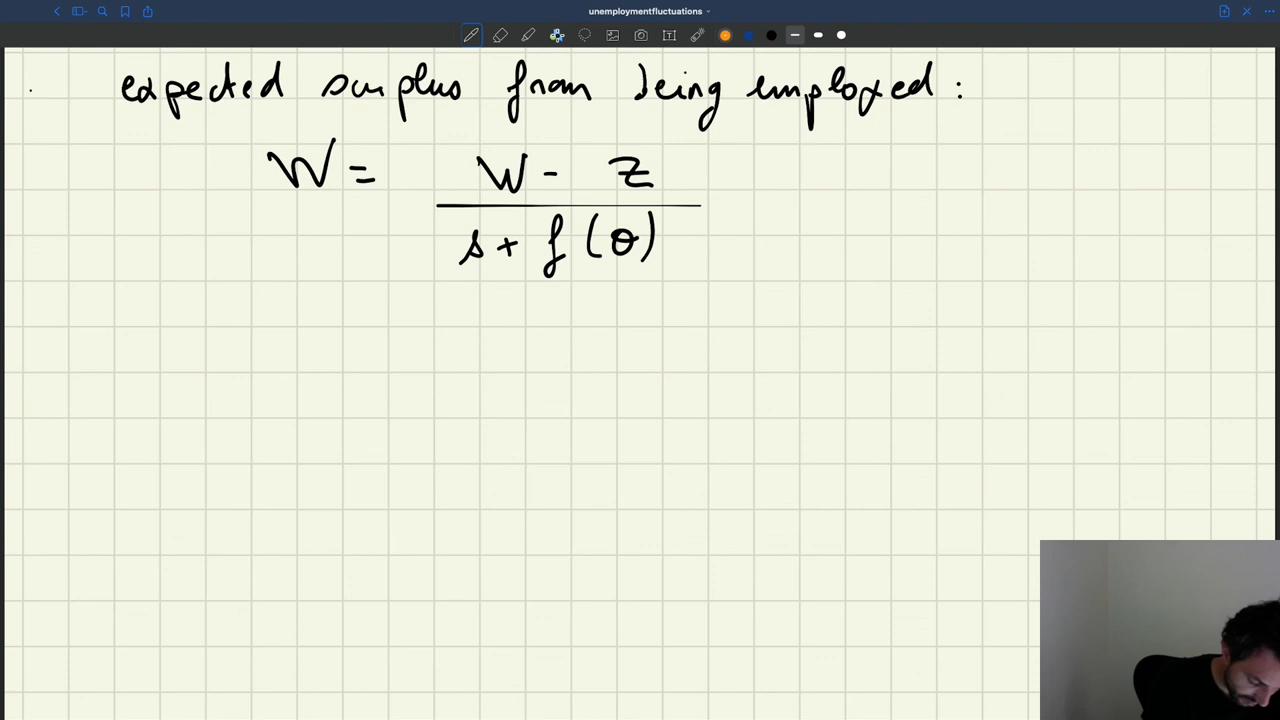 unemploymentfluctuations
expected surplus from being employed:
W = w - z
s + f(θ)